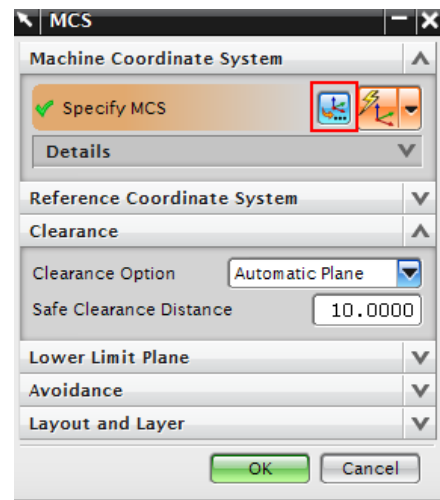 MCS
Machine Coordinate System
Specify MCS
Details
Reference Coordinate System
Clearance
Clearance Option Automatic Plane
Safe Clearance Distance 10.0000
Lower Limit Plane
Avoidance
Layout and Layer
OK Cancel